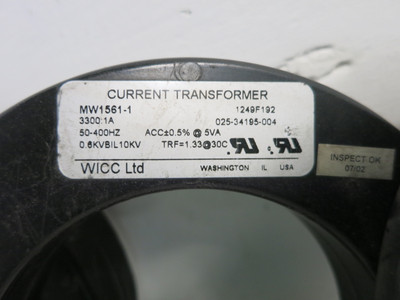 CURRENT TRANSFORMER
MW1561-1 1249F192
3300:1A 025-34195-004
50-400HZ ACC±0.5% @ 5VA
0.6KVBIL10KV TRF=1.33@30C
WICC Ltd WASHINGTON IL USA
INSPECT OK
07/02